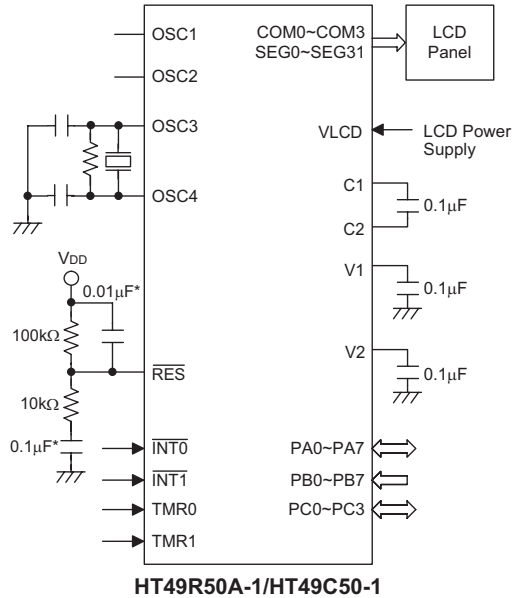 OSC1
OSC2
OSC3
OSC4
VDD
0.01μF*
100kΩ
RES
10kΩ
0.1μF*
INT0
INT1
TMR0
TMR1
COM0~COM3
SEG0~SEG31
LCD
Panel
VLCD
LCD Power
Supply
C1
0.1μF
C2
V1
0.1μF
V2
0.1μF
PA0~PA7
PB0~PB7
PC0~PC3
HT49R50A-1/HT49C50-1